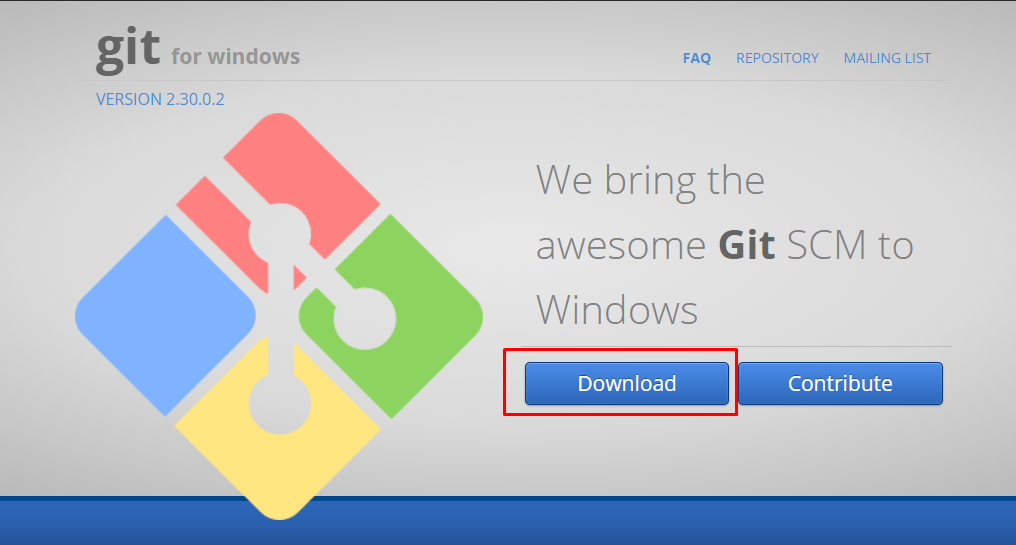 git for windows
FAQ REPOSITORY MAILING LIST
VERSION 2.30.0.2
We bring the
awesome Git SCM to
Windows
Download Contribute